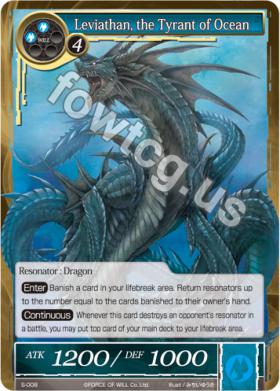 Leviathan, the Tyrant of Ocean
WILL
4
fowtcg.us
Resonator : Dragon
Enter Banish a card in your lifebreak area. Return resonators up
to the number equal to the cards banished to their owner's hand.
Continuous Whenever this card destroys an opponent's resonator in
a battle, you may put top card of your main deck to your lifebreak area.
ATK 1200/ DEF 1000
S-008 ©FORCE OF WILL Co.,Ltd. Illust /